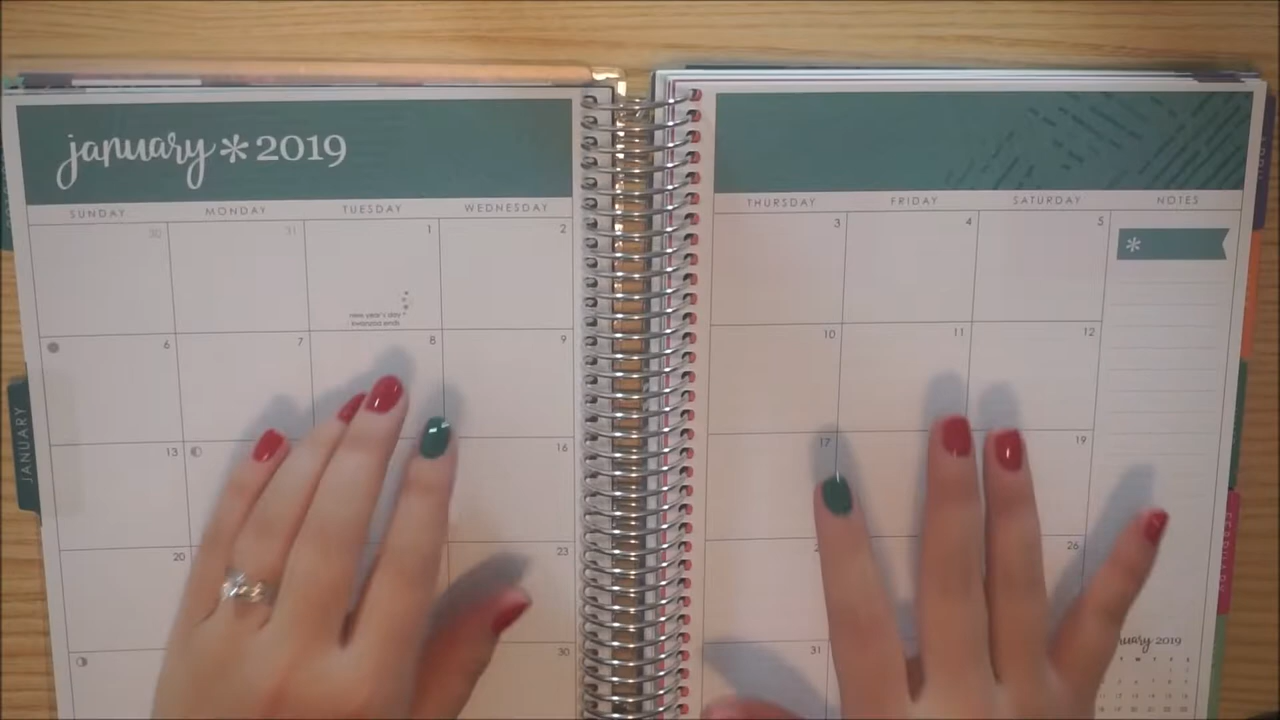 january * 2019
SUNDAY MONDAY TUESDAY WEDNESDAY THURSDAY FRIDAY SATURDAY NOTES
30 31 1 2 3 4 5
*
new year's day *
kwanzaa ends
6 7 8 9 10 11 12
13 16 17 19
20 23 26
30 31
JANUARY
FEBRUARY
2019